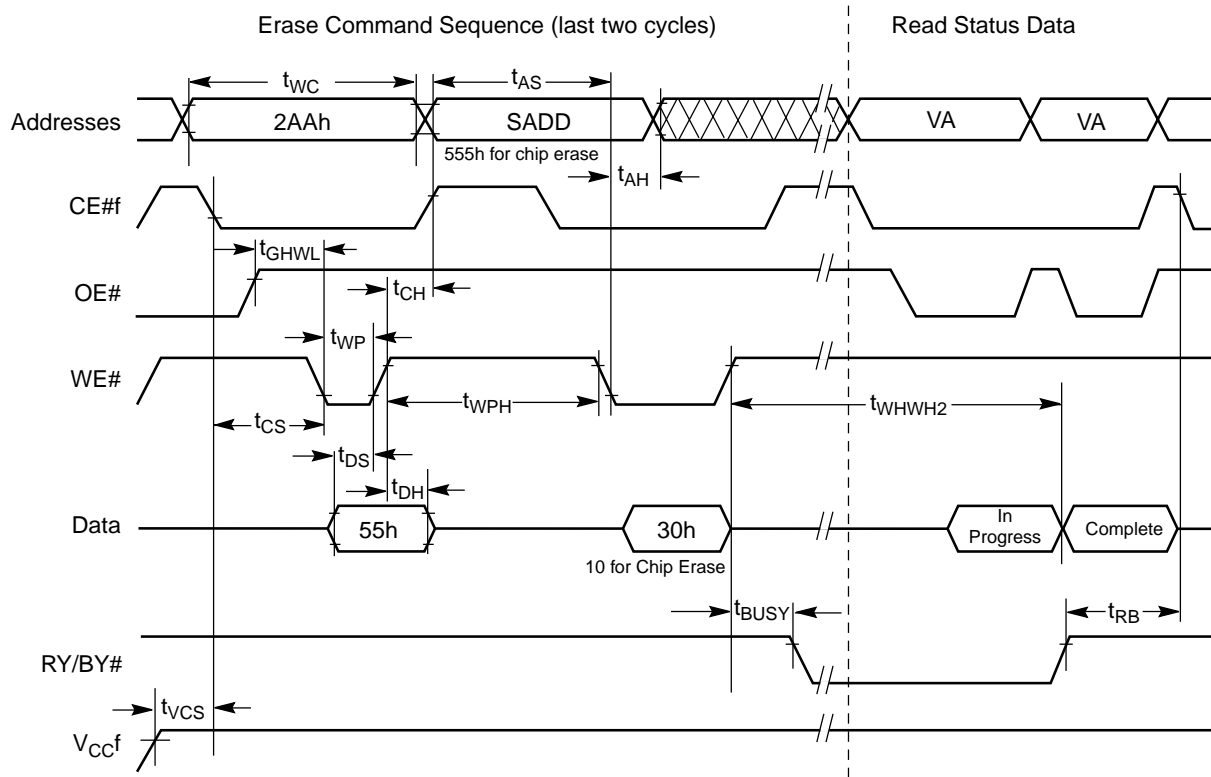 Erase Command Sequence (last two cycles)
Read Status Data
tWC
tAS
Addresses
2AAh
SADD
VA
VA
555h for chip erase
tAH
CE#f
tGHWL
tCH
OE#
tWP
WE#
tWPH
tWHWH2
tCS
tDS
tDH
Data
55h
30h
In
Progress
Complete
10 for Chip Erase
tBUSY
tRB
RY/BY#
tVCS
VCCf